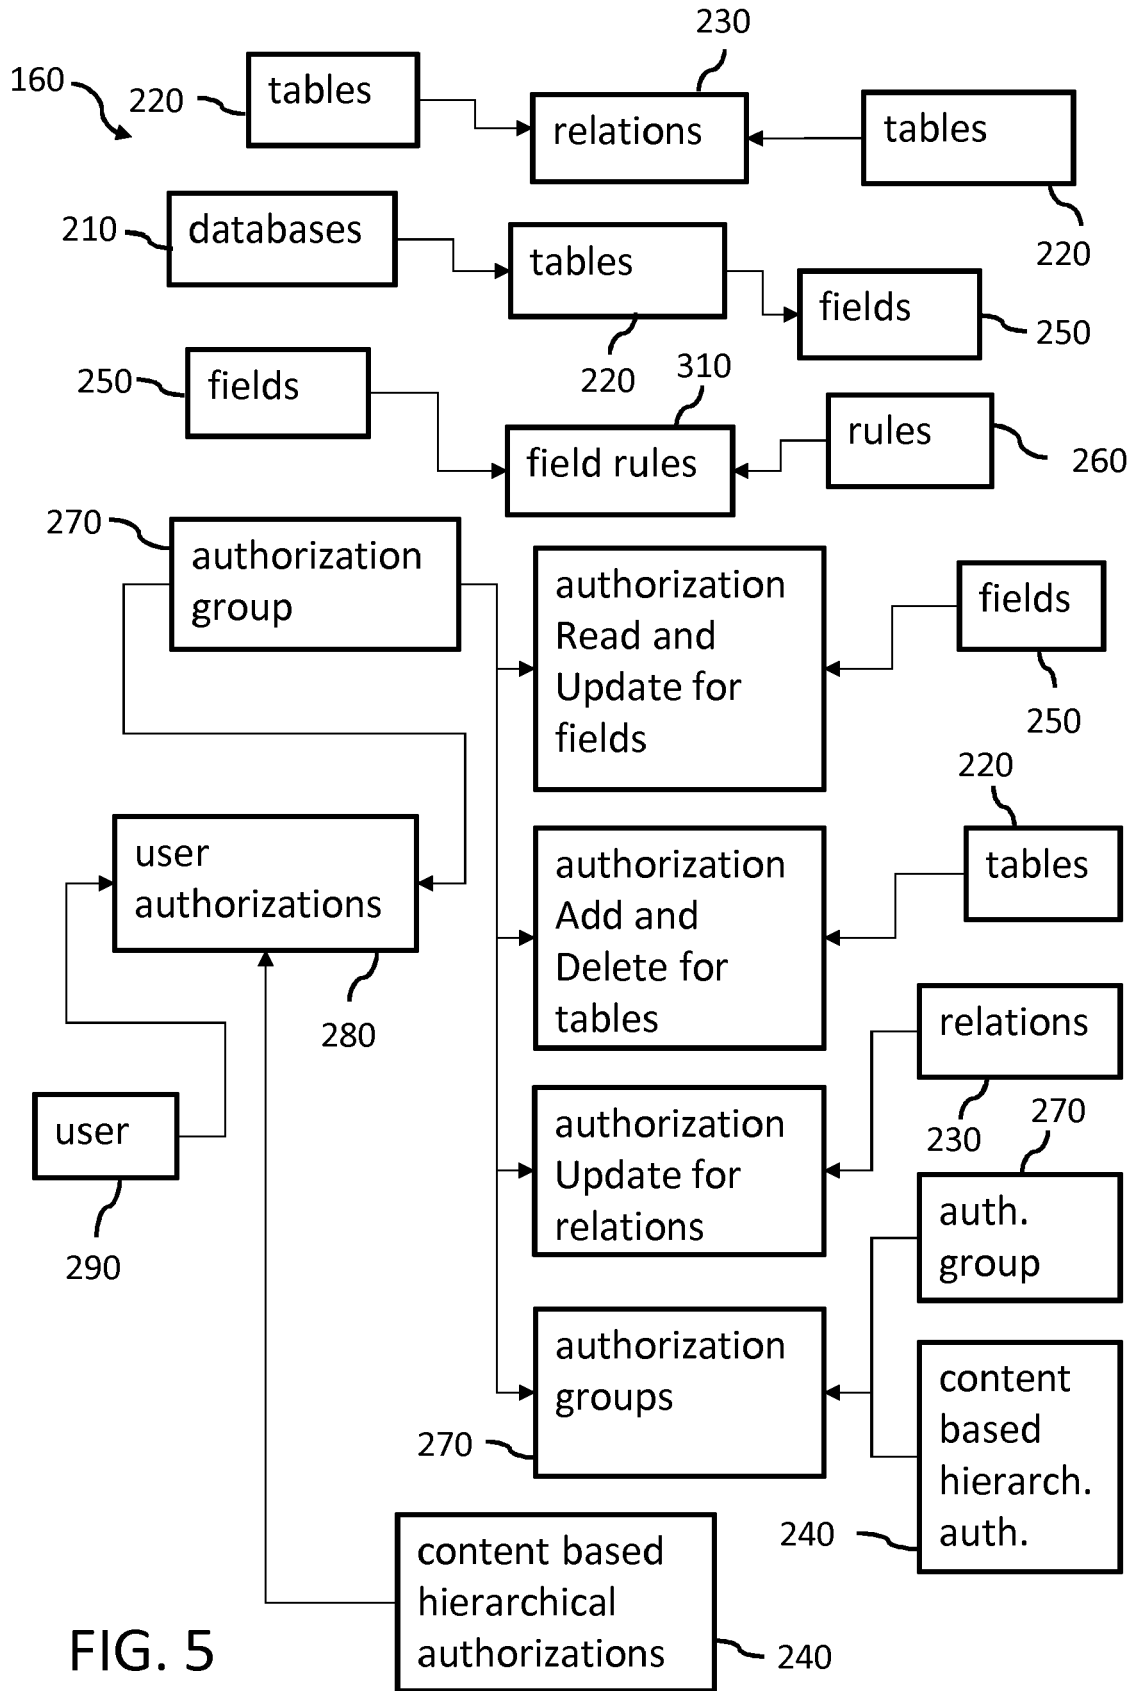 230
160
220
tables
relations
tables
220
210
databases
tables
220
fields
250
250
fields
310
field rules
rules
260
270
authorization
group
authorization
Read and
Update for
fields
fields
250
220
tables
user
authorizations
280
authorization
Add and
Delete for
tables
relations
230
user
290
authorization
Update for
relations
270
auth.
group
authorization
groups
270
content
based
hierarch.
auth.
240
content based
hierarchical
authorizations
240
FIG. 5